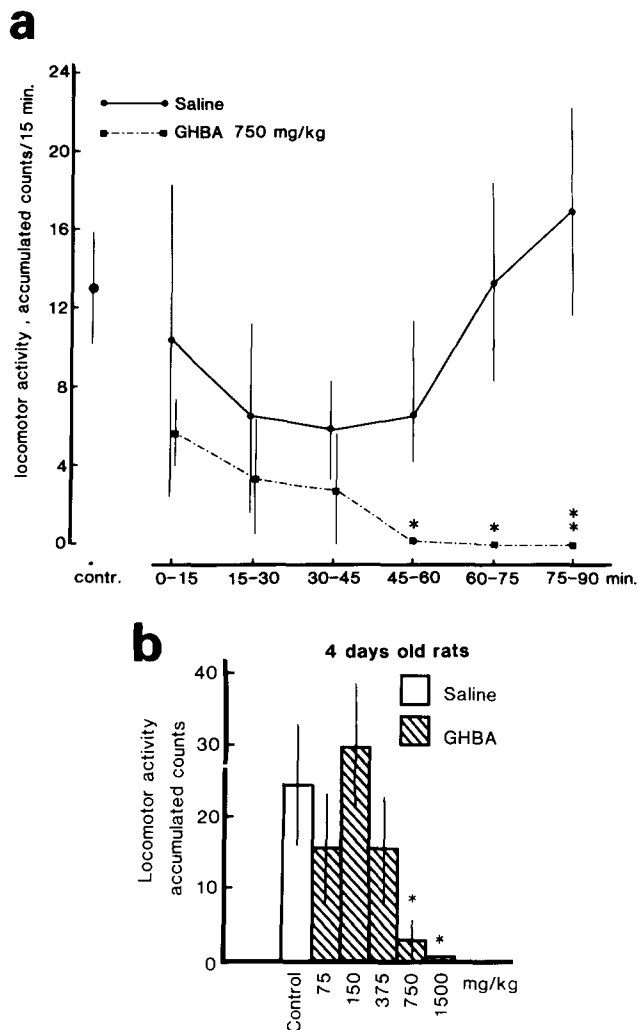 a
24
20
16
12
8
4
0
locomotor activity , accumulated counts/15 min.
Saline
GHBA 750 mg/kg
*
*
*
*
contr.
0-15 15-30 30-45 45-60 60-75 75-90 min.
b
4 days old rats
Saline
GHBA
40
30
20
10
0
Locomotor activity
accumulated counts
*
*
Control 75 150 375 750 1500 mg/kg